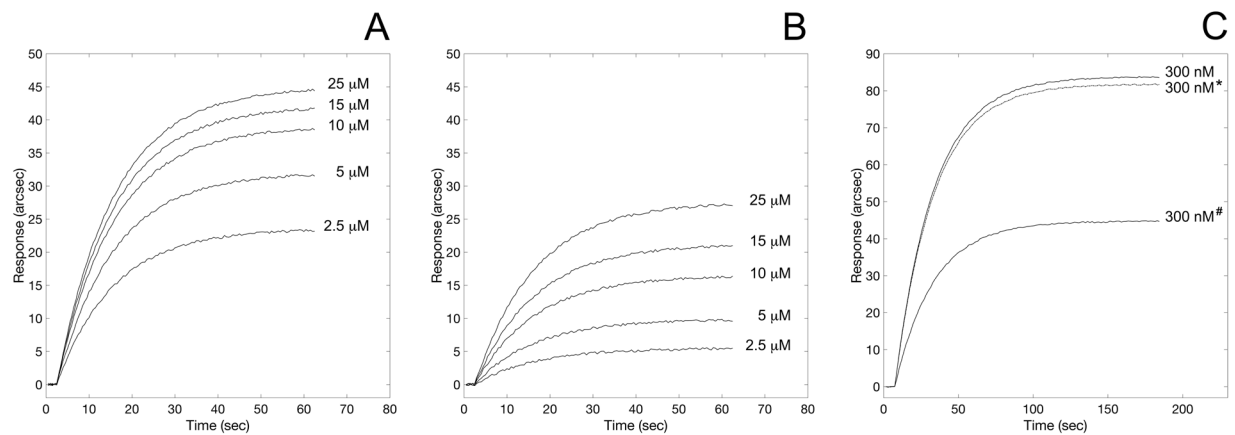 A
50
45
40
35
30
25
20
15
10
5
0
Response (arcsec)
25 μM
15 μM
10 μM
5 μM
2.5 μM
0 10 20 30 40 50 60 70 80
Time (sec)
B
50
45
40
35
30
25
20
15
10
5
0
Response (arcsec)
25 μM
15 μM
10 μM
5 μM
2.5 μM
0 10 20 30 40 50 60 70 80
Time (sec)
C
90
80
70
60
50
40
30
20
10
0
Response (arcsec)
300 nM
300 nM*
300 nM#
0 50 100 150 200
Time (sec)